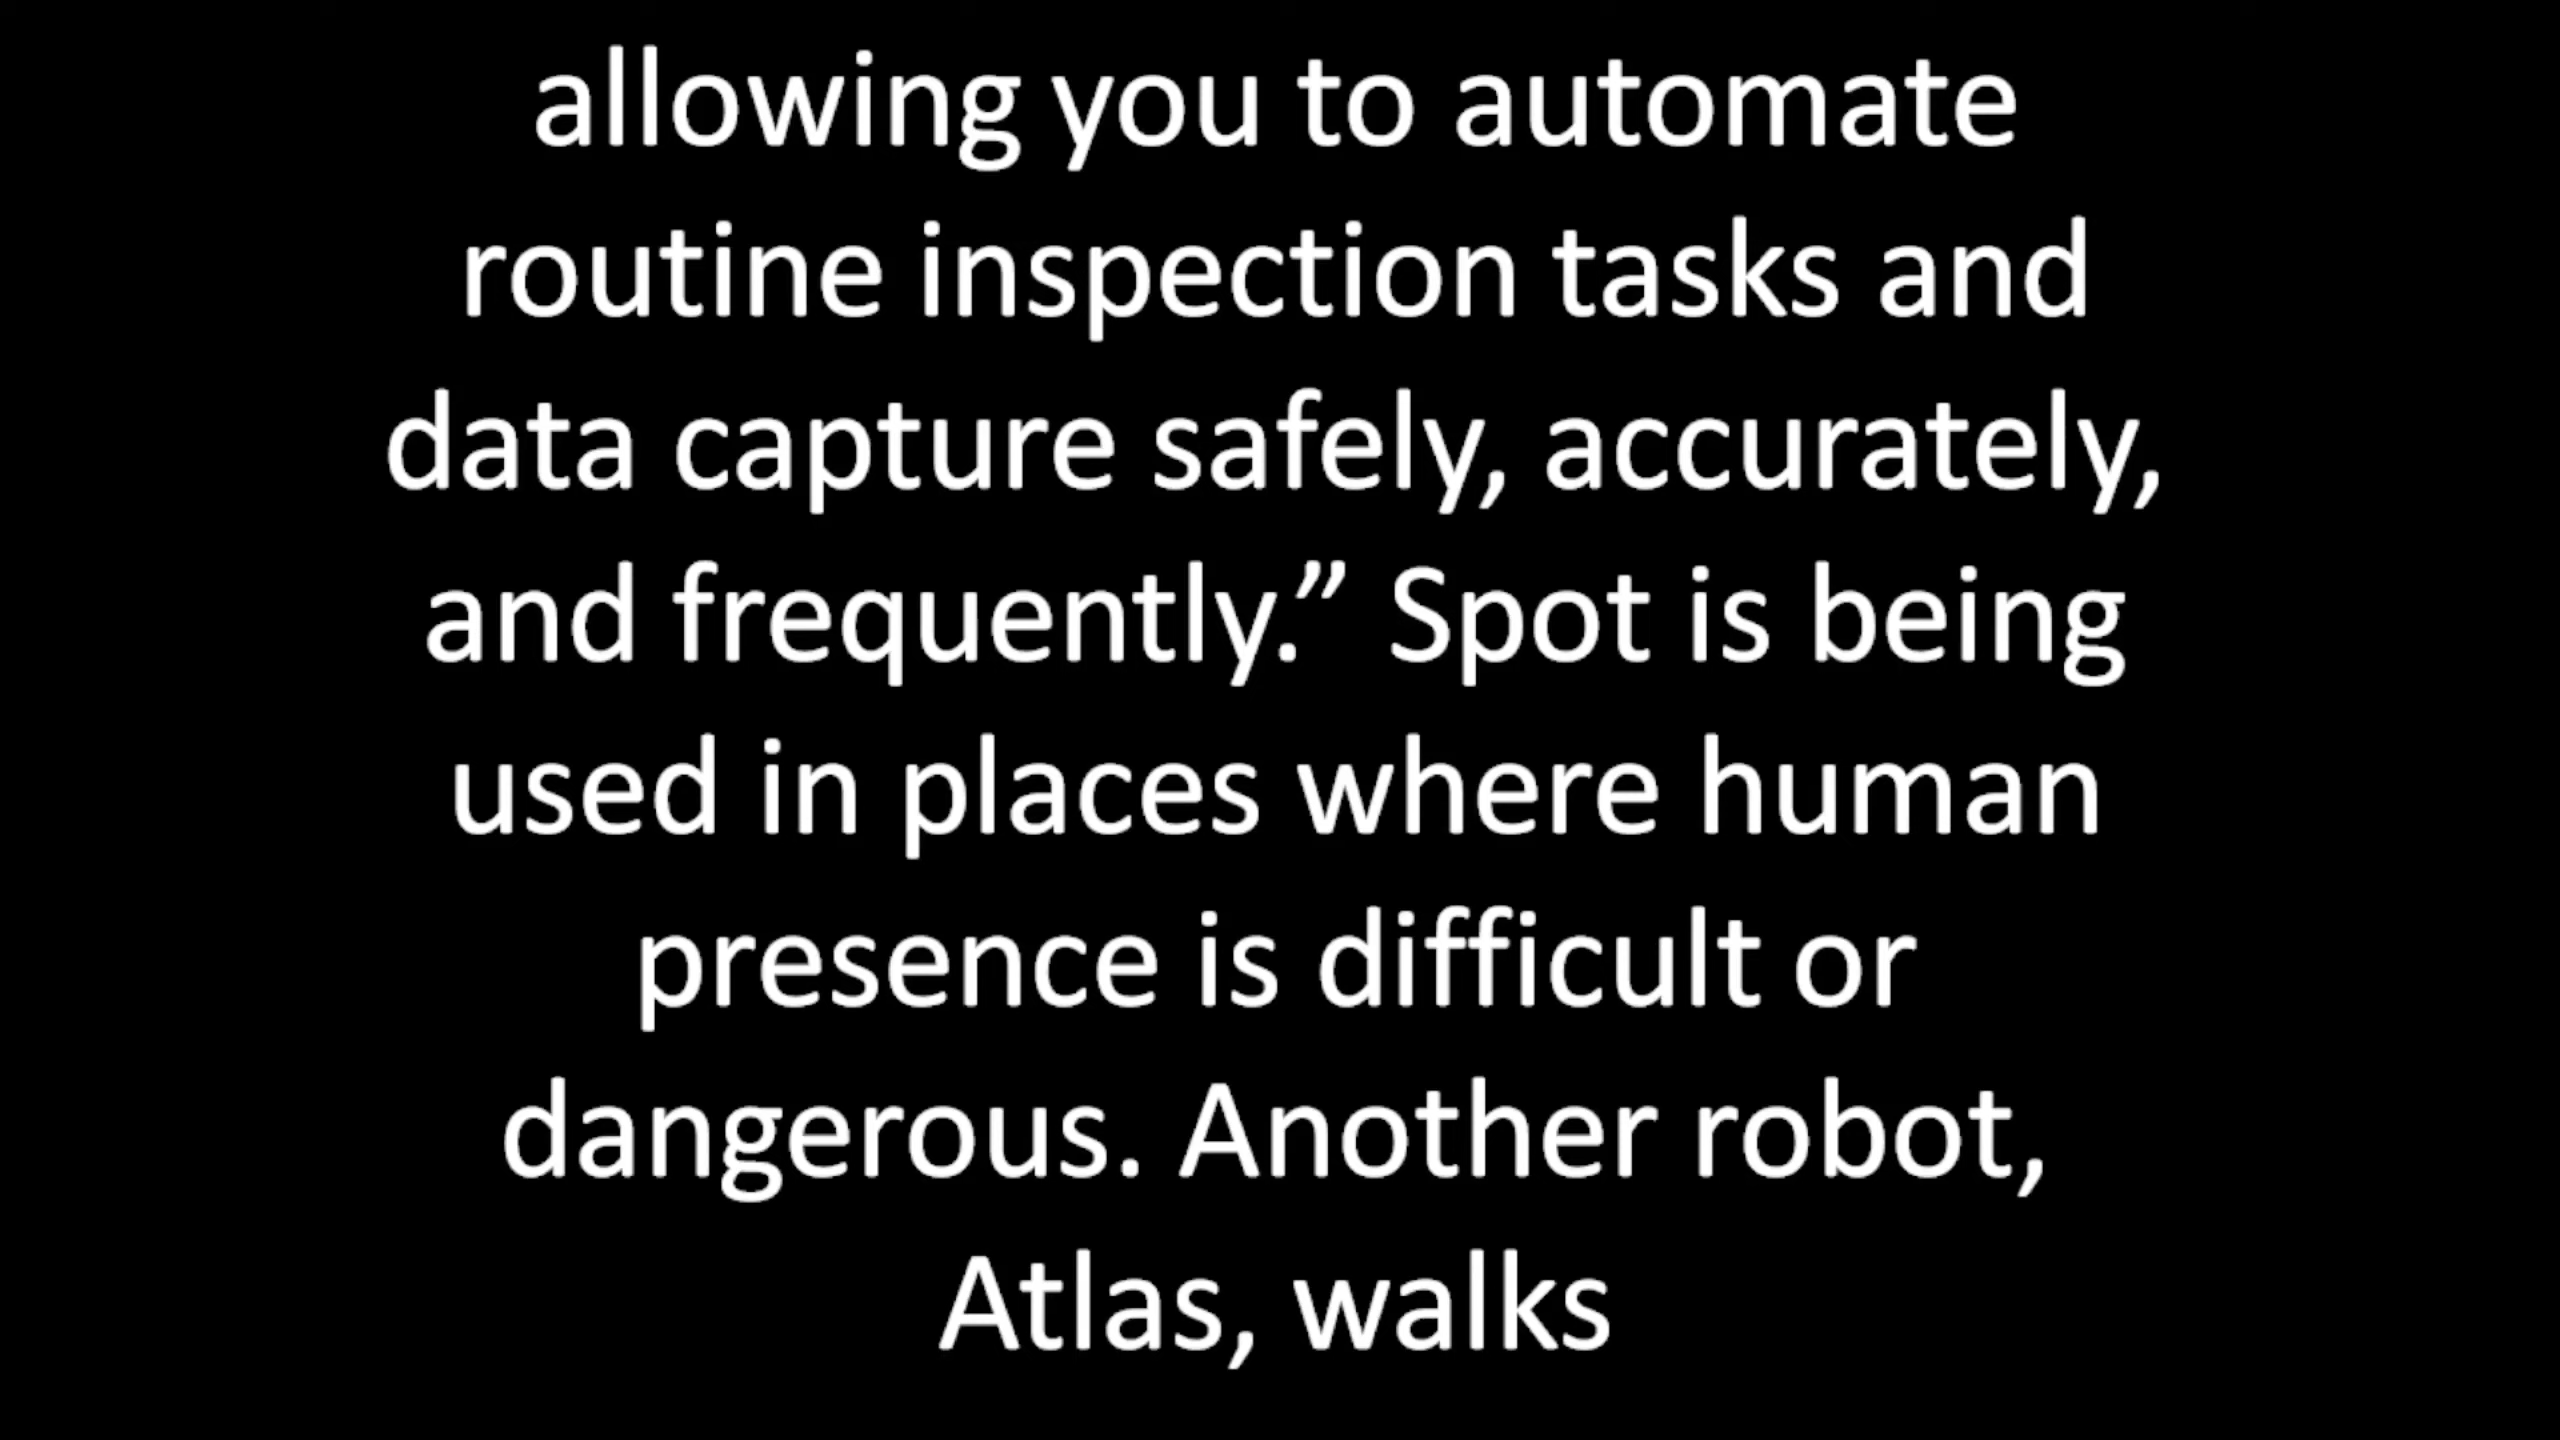 allowing you to automate
routine inspection tasks and
data capture safely, accurately,
and frequently.” Spot is being
used in places where human
presence is difficult or
dangerous. Another robot,
Atlas, walks